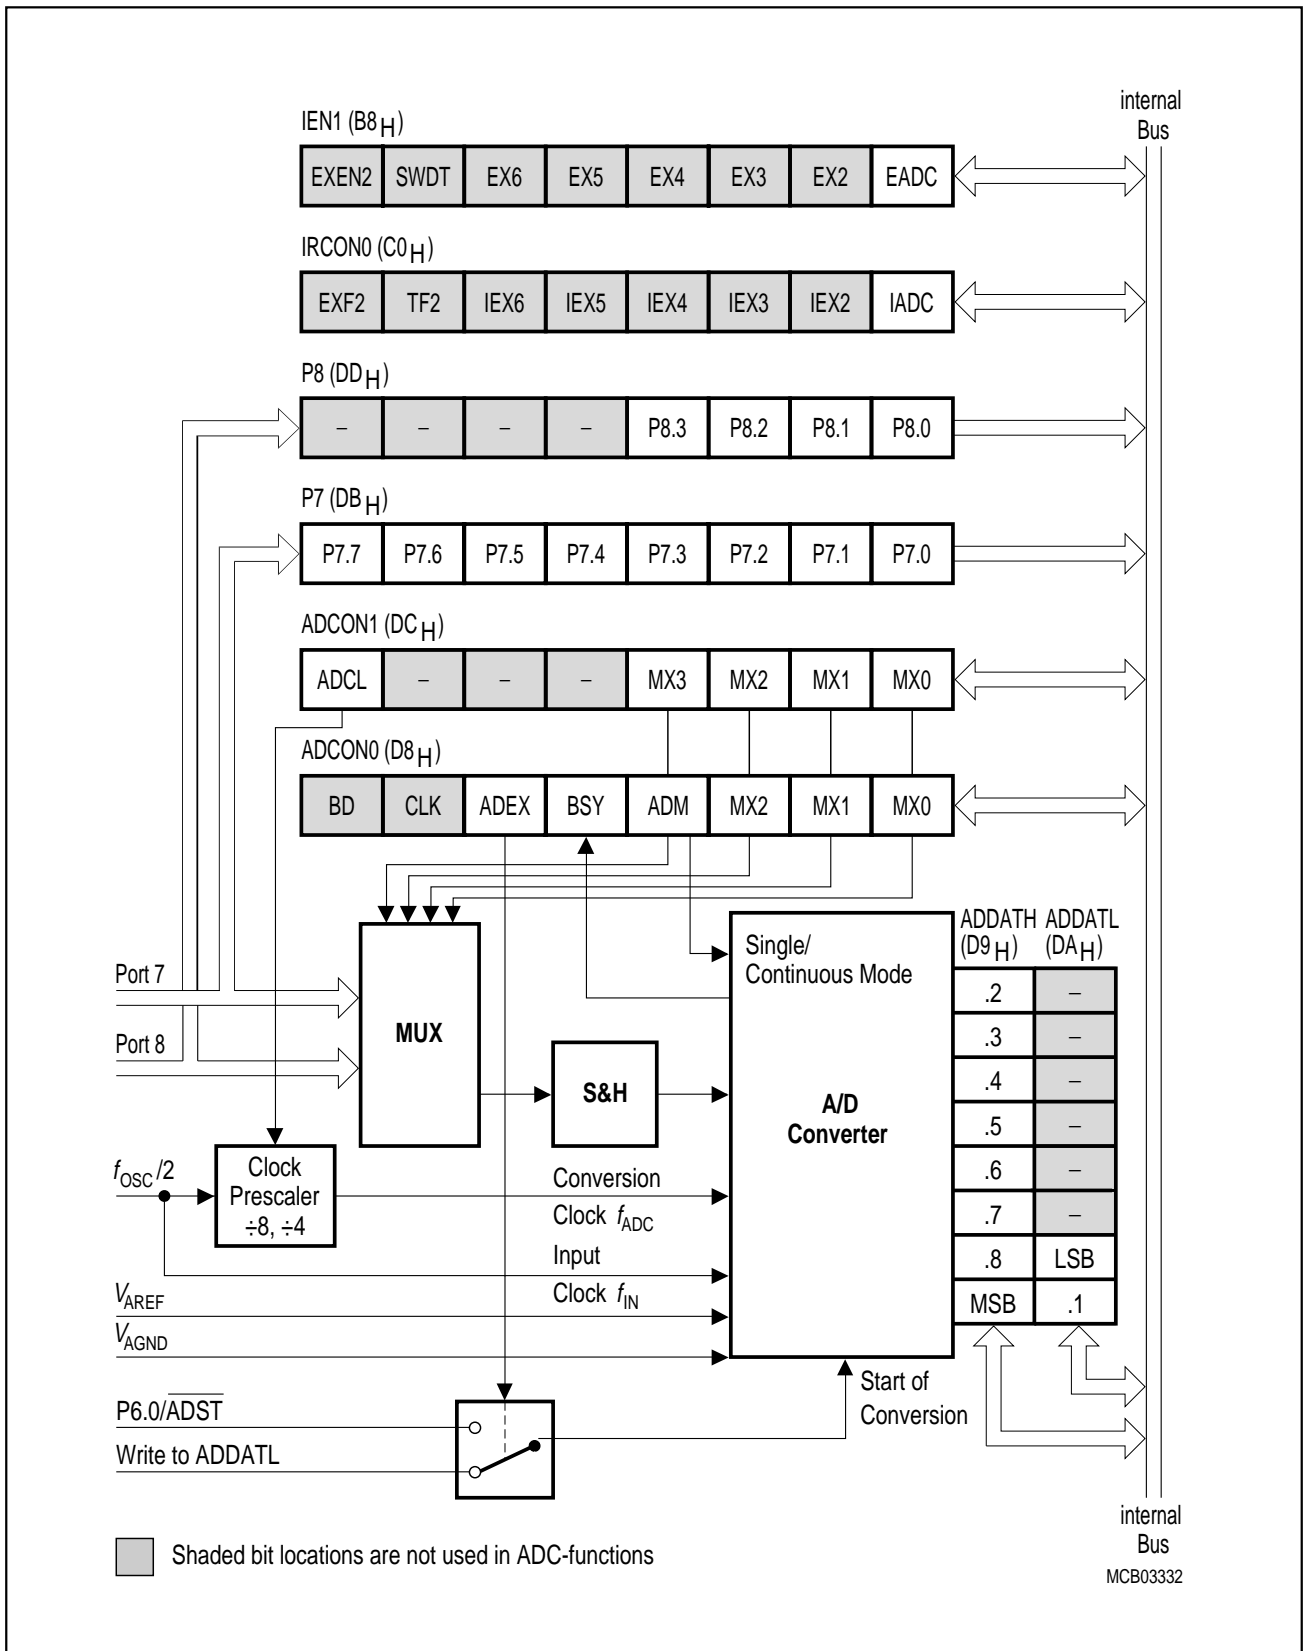 internal
Bus
IEN1 (B8H)
EXEN2 SWDT EX6 EX5 EX4 EX3 EX2 EADC
IRCON0 (C0H)
EXF2 TF2 IEX6 IEX5 IEX4 IEX3 IEX2 IADC
P8 (DDH)
– – – – P8.3 P8.2 P8.1 P8.0
P7 (DBH)
P7.7 P7.6 P7.5 P7.4 P7.3 P7.2 P7.1 P7.0
ADCON1 (DCH)
ADCL – – – MX3 MX2 MX1 MX0
ADCON0 (D8H)
BD CLK ADEX BSY ADM MX2 MX1 MX0
ADDATH ADDATL
(D9H) (DAH)
Single/
Continuous Mode
Port 7
Port 8
MUX
S&H
A/D
Converter
.2 –
.3 –
.4 –
.5 –
.6 –
.7 –
.8 LSB
MSB .1
fOSC/2
Clock
Prescaler
÷8, ÷4
Conversion
Clock fADC
Input
Clock fIN
VAREF
VAGND
Start of
Conversion
P6.0/ADST
Write to ADDATL
internal
Bus
Shaded bit locations are not used in ADC-functions
MCB03332